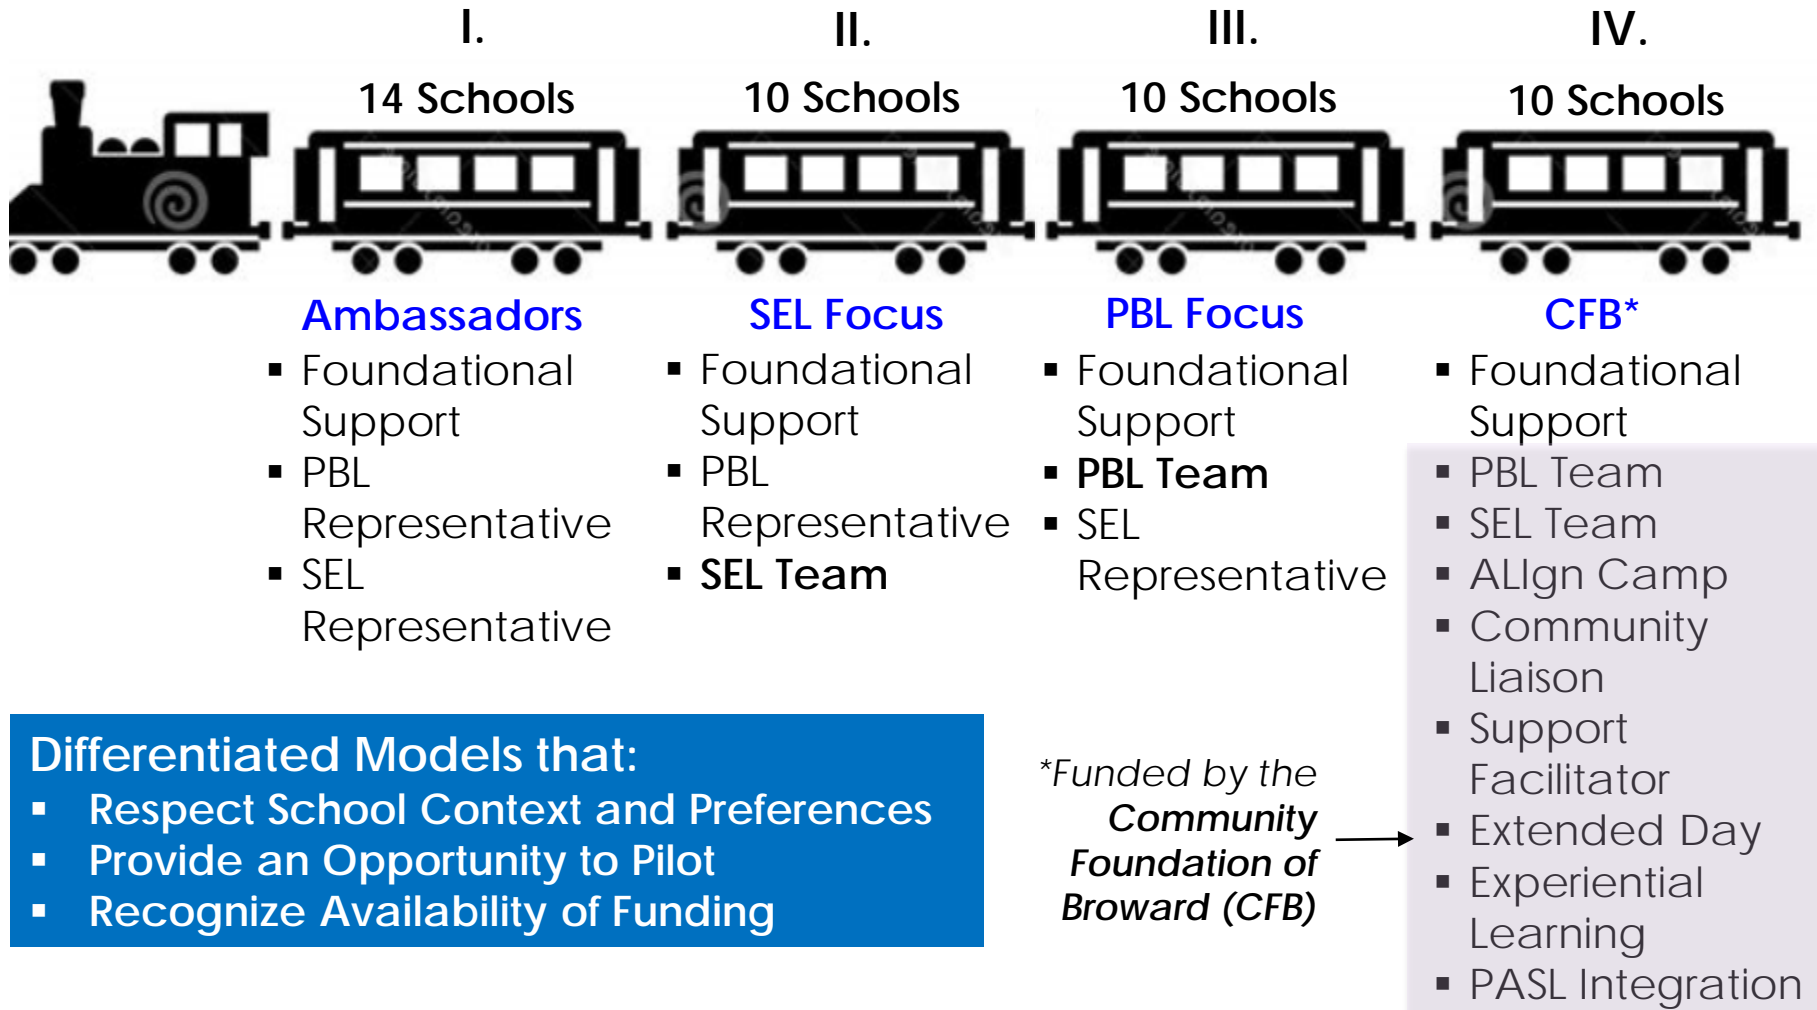 I.
14 Schools
Ambassadors
▪ Foundational
Support
▪ PBL
Representative
▪ SEL
Representative
II.
10 Schools
SEL Focus
▪ Foundational
Support
▪ PBL
Representative
▪ SEL Team
III.
10 Schools
PBL Focus
▪ Foundational
Support
▪ PBL Team
▪ SEL
Representative
IV.
10 Schools
CFB*
▪ Foundational
Support
▪ PBL Team
▪ SEL Team
▪ ALIgn Camp
▪ Community
Liaison
▪ Support
Facilitator
▪ Extended Day
▪ Experiential
Learning
▪ PASL Integration
Differentiated Models that:
▪ Respect School Context and Preferences
▪ Provide an Opportunity to Pilot
▪ Recognize Availability of Funding
*Funded by the
Community
Foundation of
Broward (CFB)